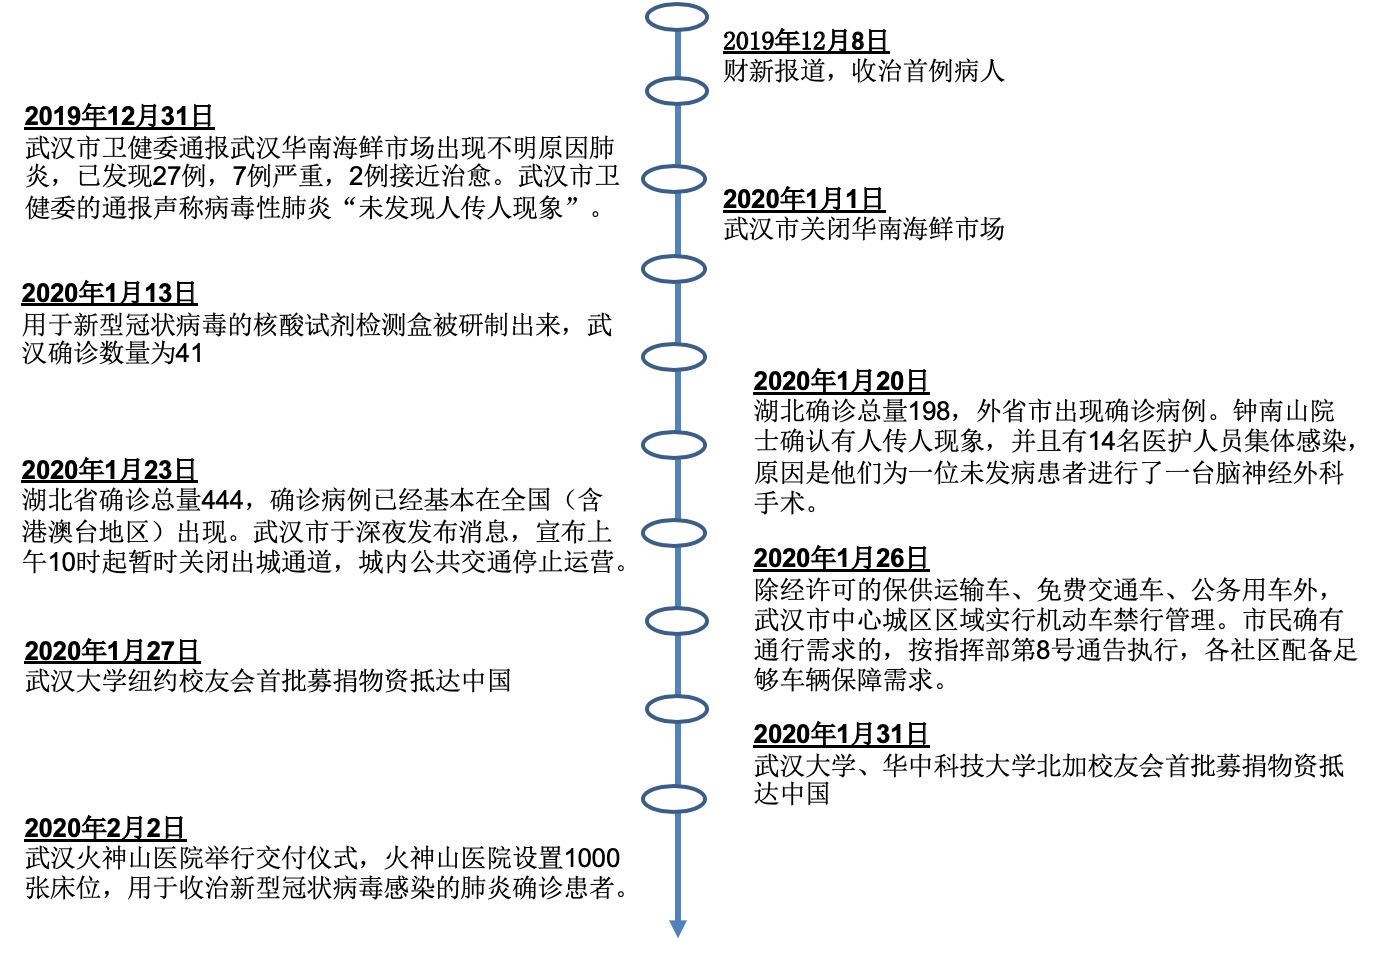 2019年12月8日
财新报道，收治首例病人
2019年12月31日
武汉市卫健委通报武汉华南海鲜市场出现不明原因肺
炎，已发现27例，7例严重，2例接近治愈。武汉市卫
健委的通报声称病毒性肺炎“未发现人传人现象”。
2020年1月1日
武汉市关闭华南海鲜市场
2020年1月13日
用于新型冠状病毒的核酸试剂检测盒被研制出来，武
汉确诊数量为41
2020年1月20日
湖北确诊总量198，外省市出现确诊病例。钟南山院
士确认有人传人现象，并且有14名医护人员集体感染，
原因是他们为一位未发病患者进行了一台脑神经外科
手术。
2020年1月23日
湖北省确诊总量444，确诊病例已经基本在全国（含
港澳台地区）出现。武汉市于深夜发布消息，宣布上
午10时起暂时关闭出城通道，城内公共交通停止运营。
2020年1月26日
除经许可的保供运输车、免费交通车、公务用车外，
武汉市中心城区区域实行机动车禁行管理。市民确有
通行需求的，按指挥部第8号通告执行，各社区配备足
够车辆保障需求。
2020年1月27日
武汉大学纽约校友会首批募捐物资抵达中国
2020年1月31日
武汉大学、华中科技大学北加校友会首批募捐物资抵
达中国
2020年2月2日
武汉火神山医院举行交付仪式，火神山医院设置1000
张床位，用于收治新型冠状病毒感染的肺炎确诊患者。